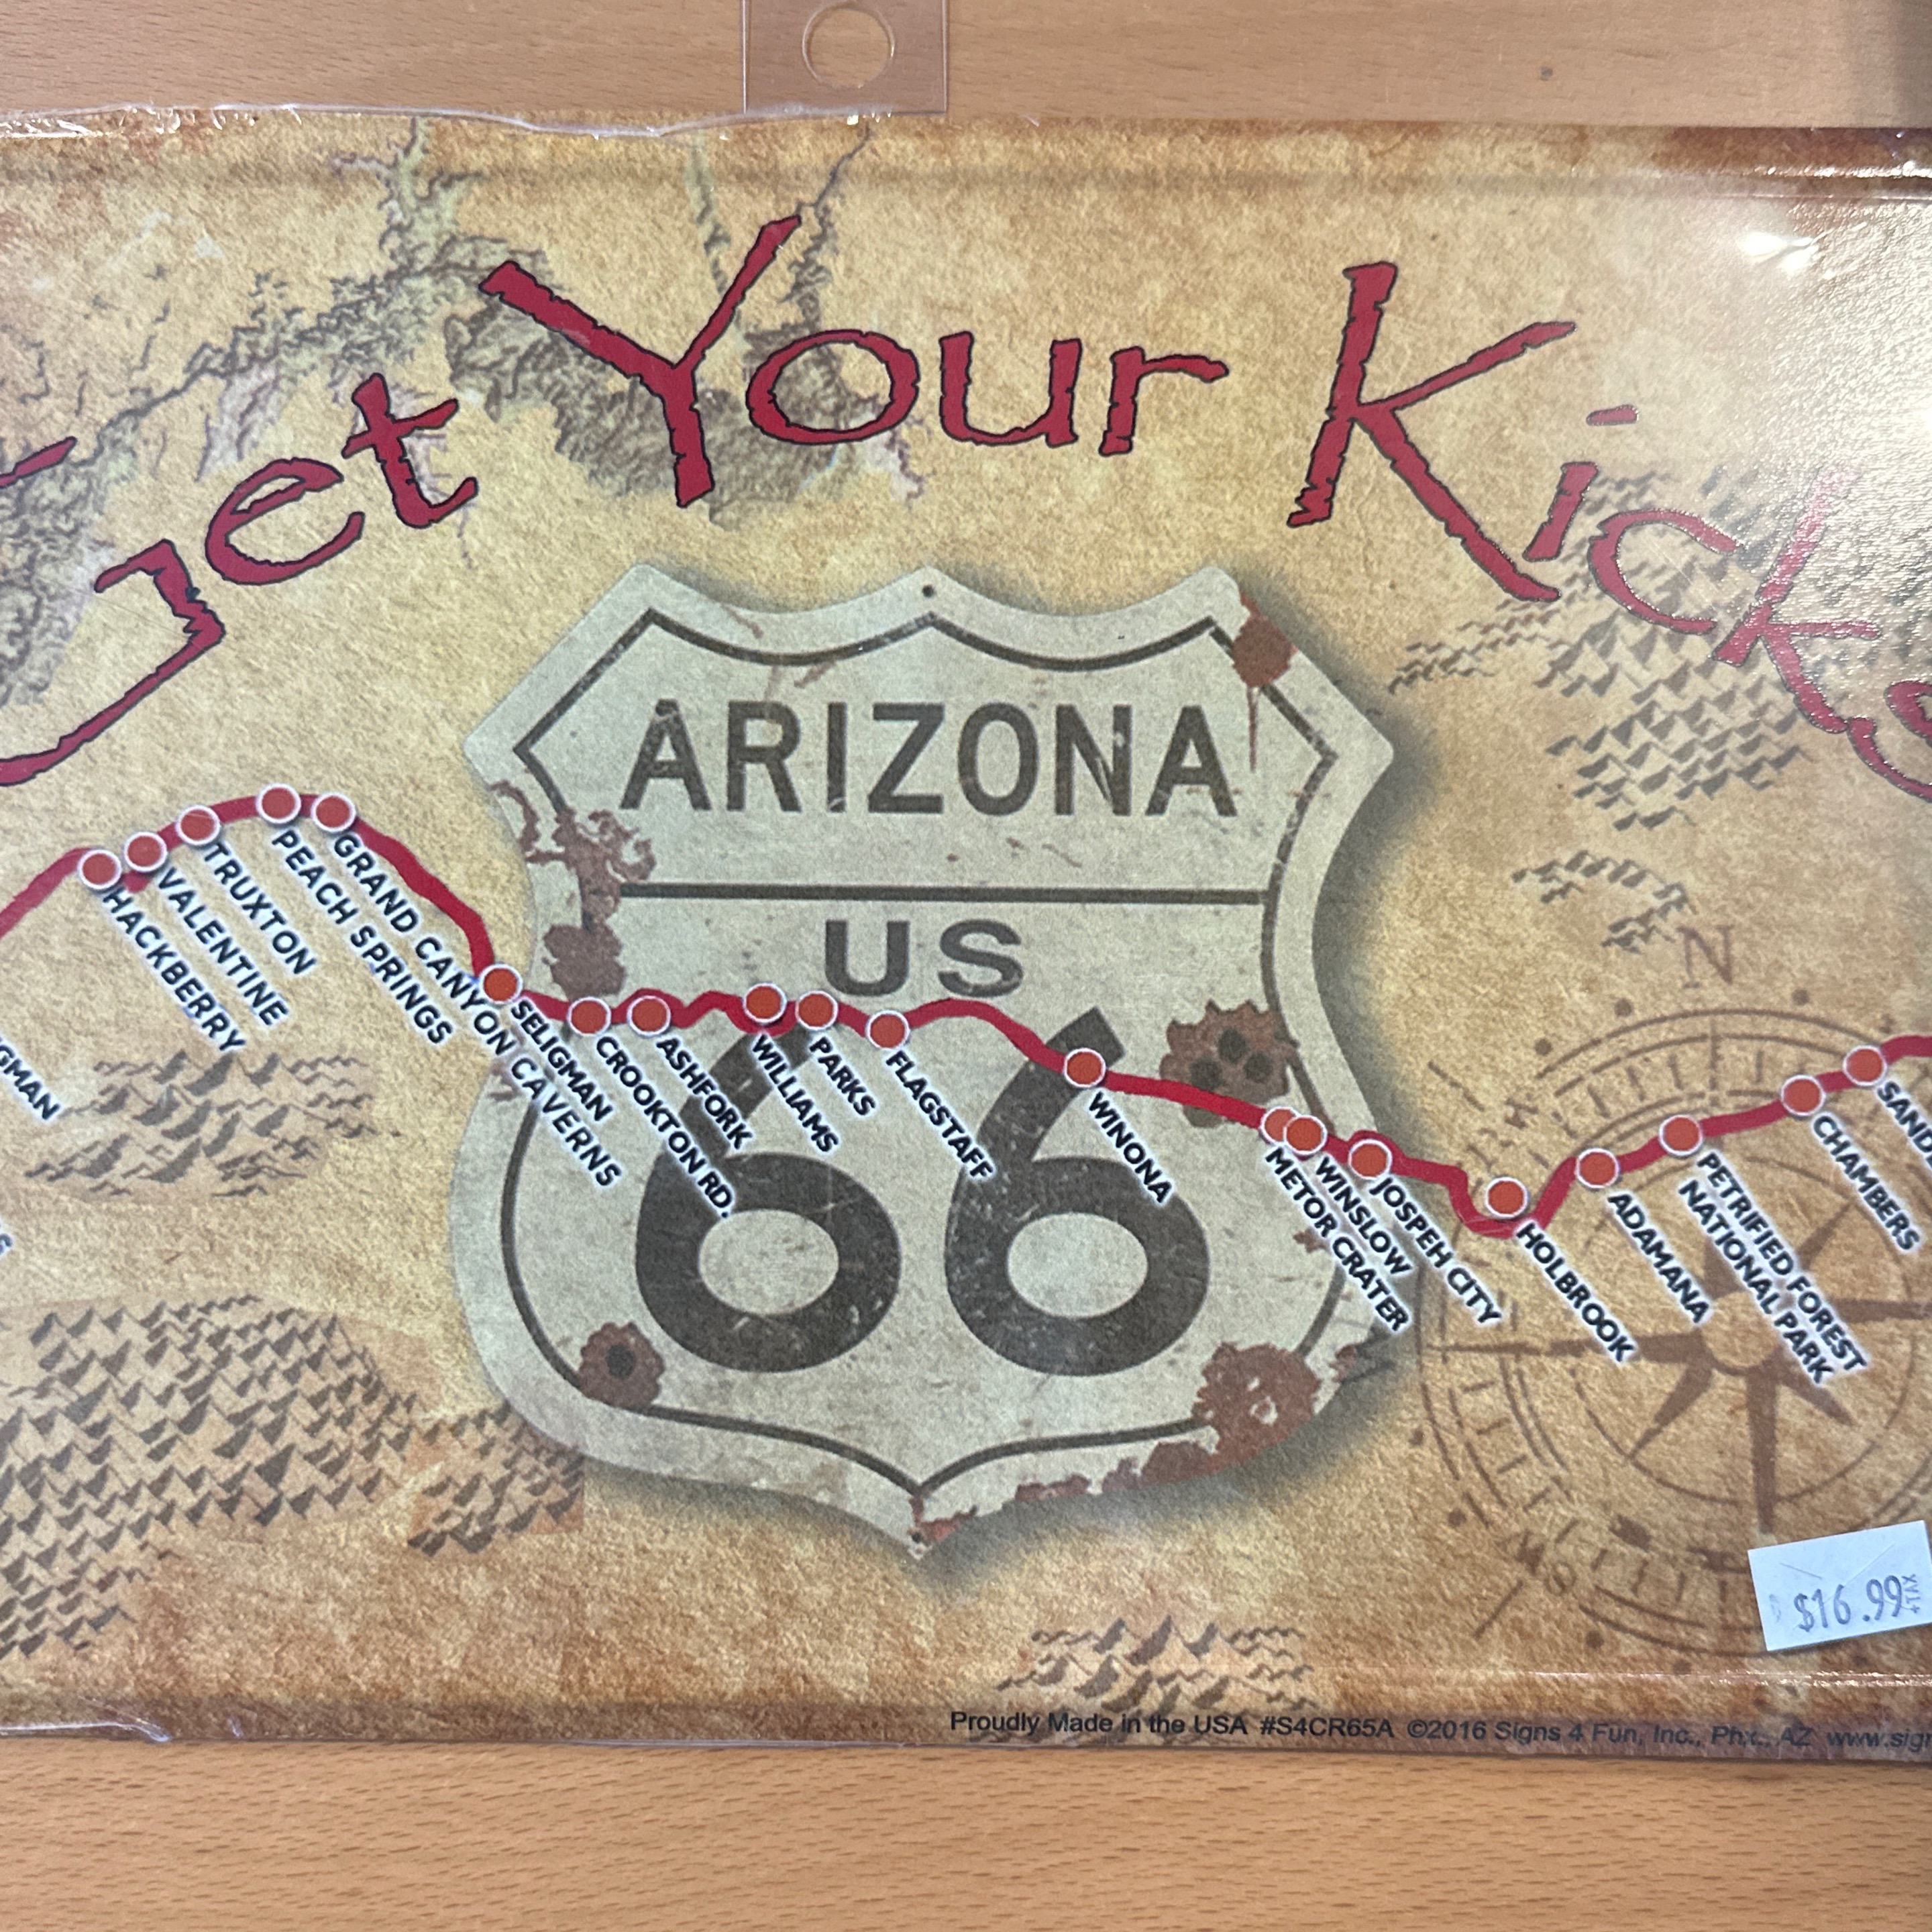 Get Your Kicks
ARIZONA
US
66
HACKBERRY
VALENTINE
TRUXTON
PEACH SPRINGS
GRAND CANYON CAVERNS
SELIGMAN
CROOKTON RD.
ASHFORK
WILLIAMS
PARKS
FLAGSTAFF
WINONA
METOR CRATER
WINSLOW
JOSPEH CITY
HOLBROOK
ADAMANA
PETRIFIED FOREST
NATIONAL PARK
CHAMBERS
N
$16.99 +TAX
Proudly Made in the USA #S4CR65A ©2016 Signs 4 Fun, Inc., Phx., AZ